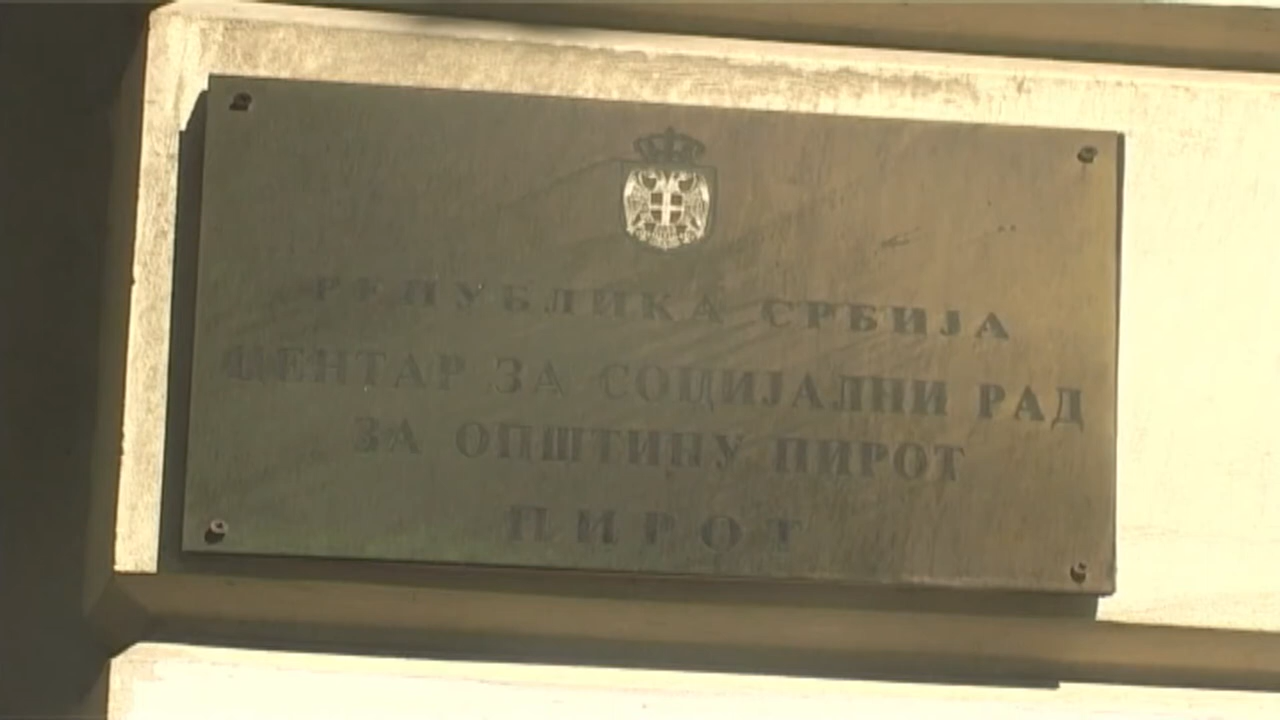 РЕПУБЛИКА СРБИЈА
ЦЕНТАР ЗА СОЦИЈАЛНИ РАД
ЗА ОПШТИНУ ПИРОТ
ПИРОТ